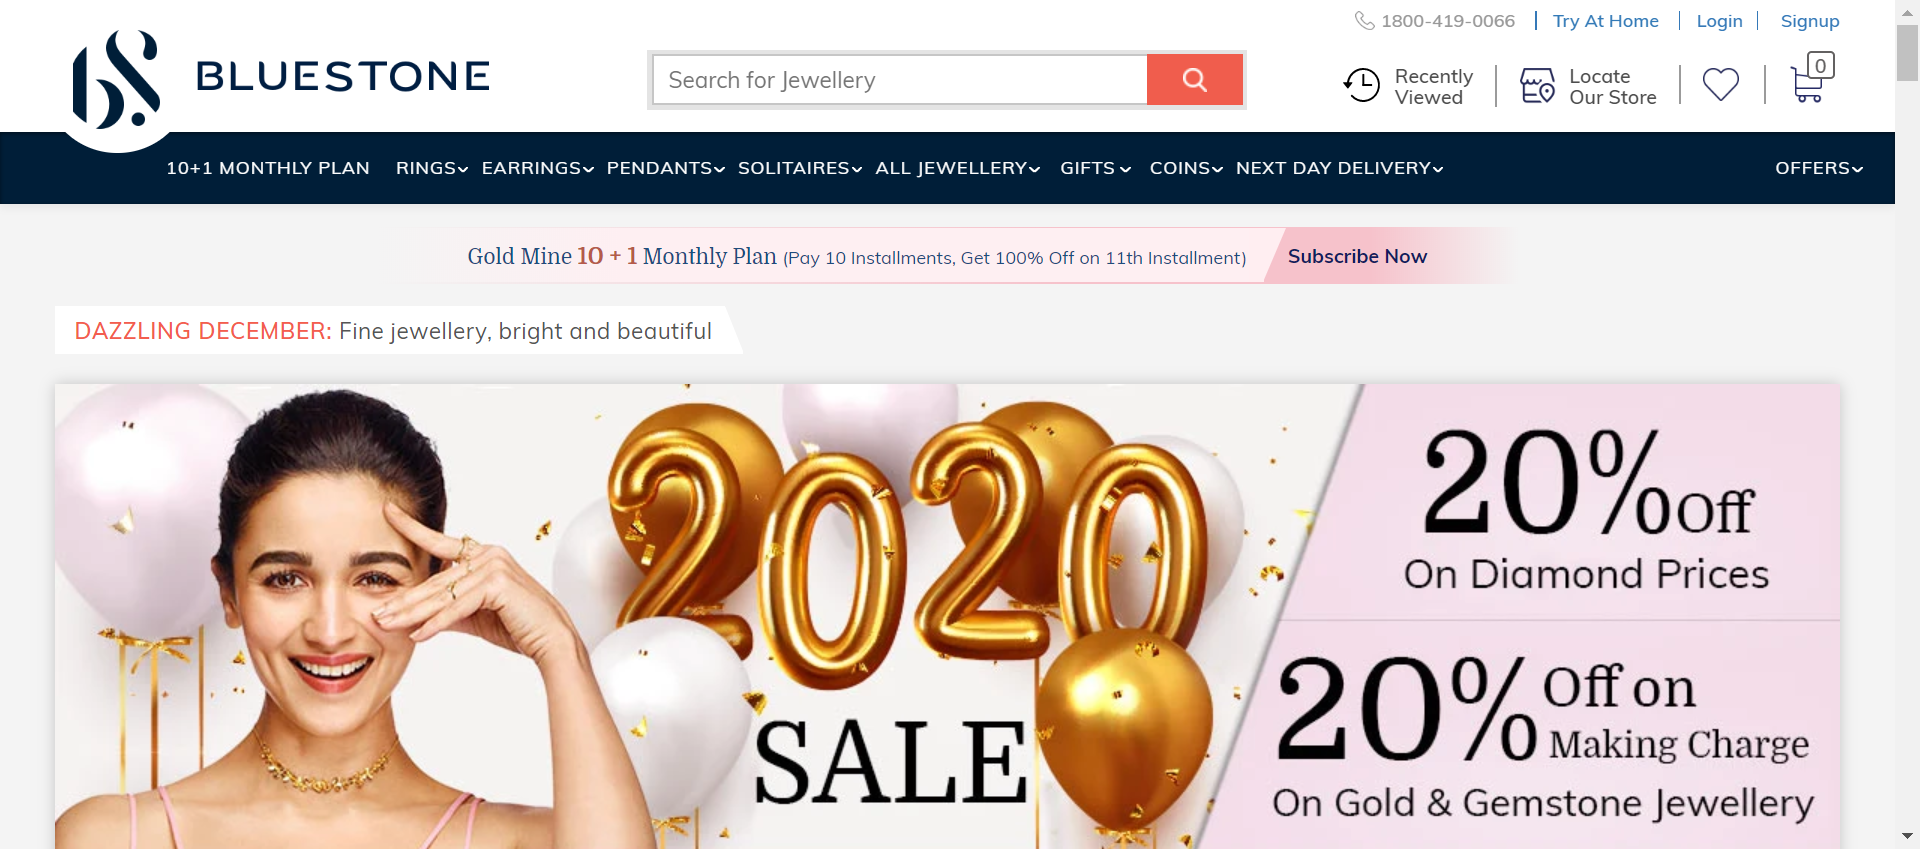 1800-419-0066 Try At Home Login Signup
BLUESTONE
Search for Jewellery
Recently
Viewed
Locate
Our Store
0
10+1 MONTHLY PLAN RINGS EARRINGS PENDANTS SOLITAIRES ALL JEWELLERY GIFTS COINS NEXT DAY DELIVERY OFFERS
Gold Mine 10 + 1 Monthly Plan (Pay 10 Installments, Get 100% Off on 11th Installment) Subscribe Now
DAZZLING DECEMBER: Fine jewellery, bright and beautiful
2020
SALE
20% Off
On Diamond Prices
20% Off on
Making Charge
On Gold & Gemstone Jewellery